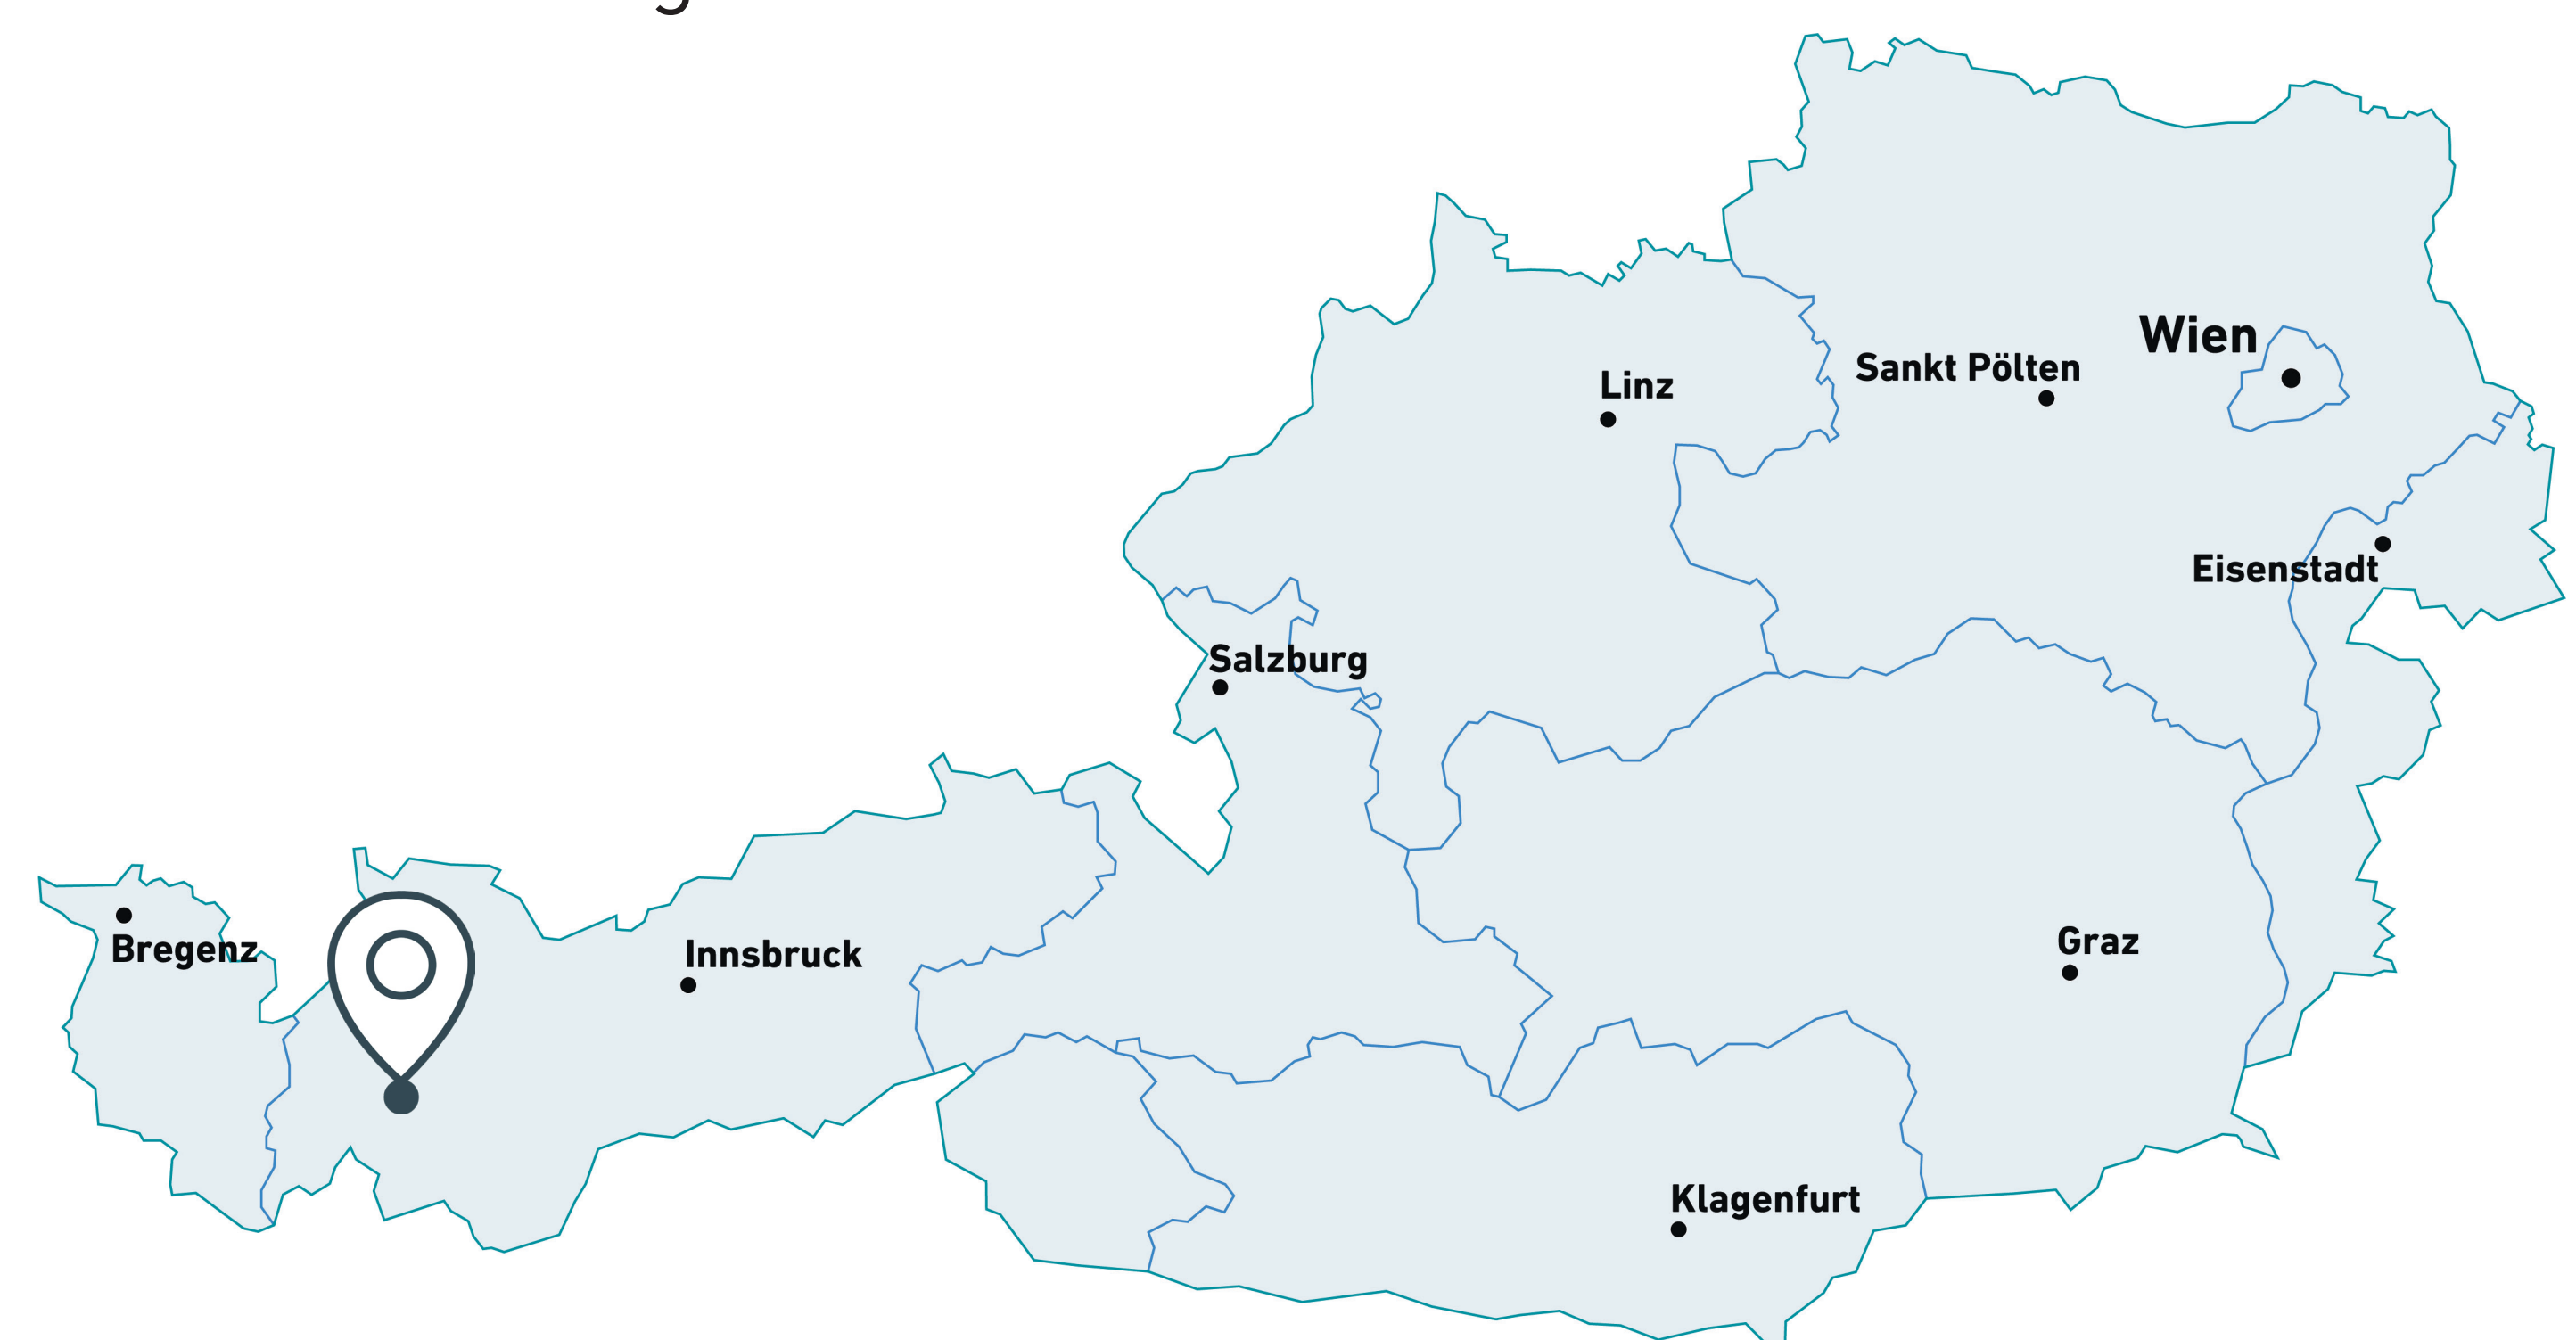 Wien
Sankt Pölten
Linz
Eisenstadt
Salzburg
Graz
Bregenz
Innsbruck
Klagenfurt